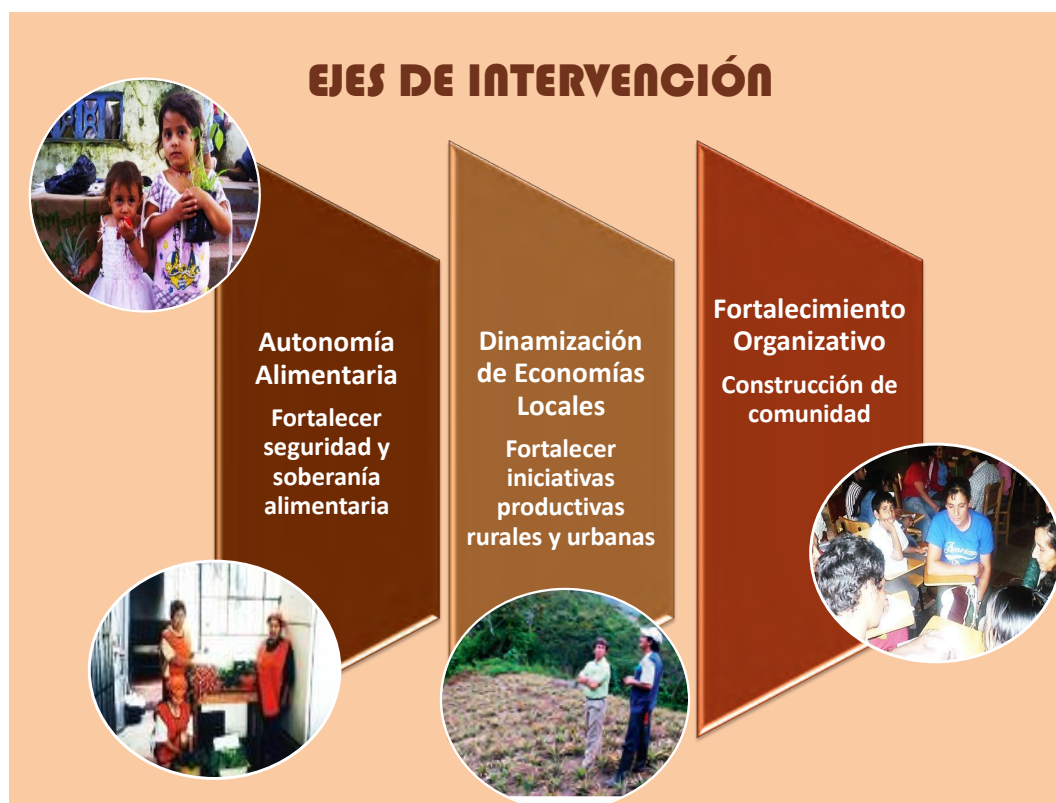 EJES DE INTERVENCIÓN
Autonomía
Alimentaria
Fortalecer
seguridad y
soberanía
alimentaria
Dinamización
de Economías
Locales
Fortalecer
iniciativas
productivas
rurales y urbanas
Fortalecimiento
Organizativo
Construcción de
comunidad